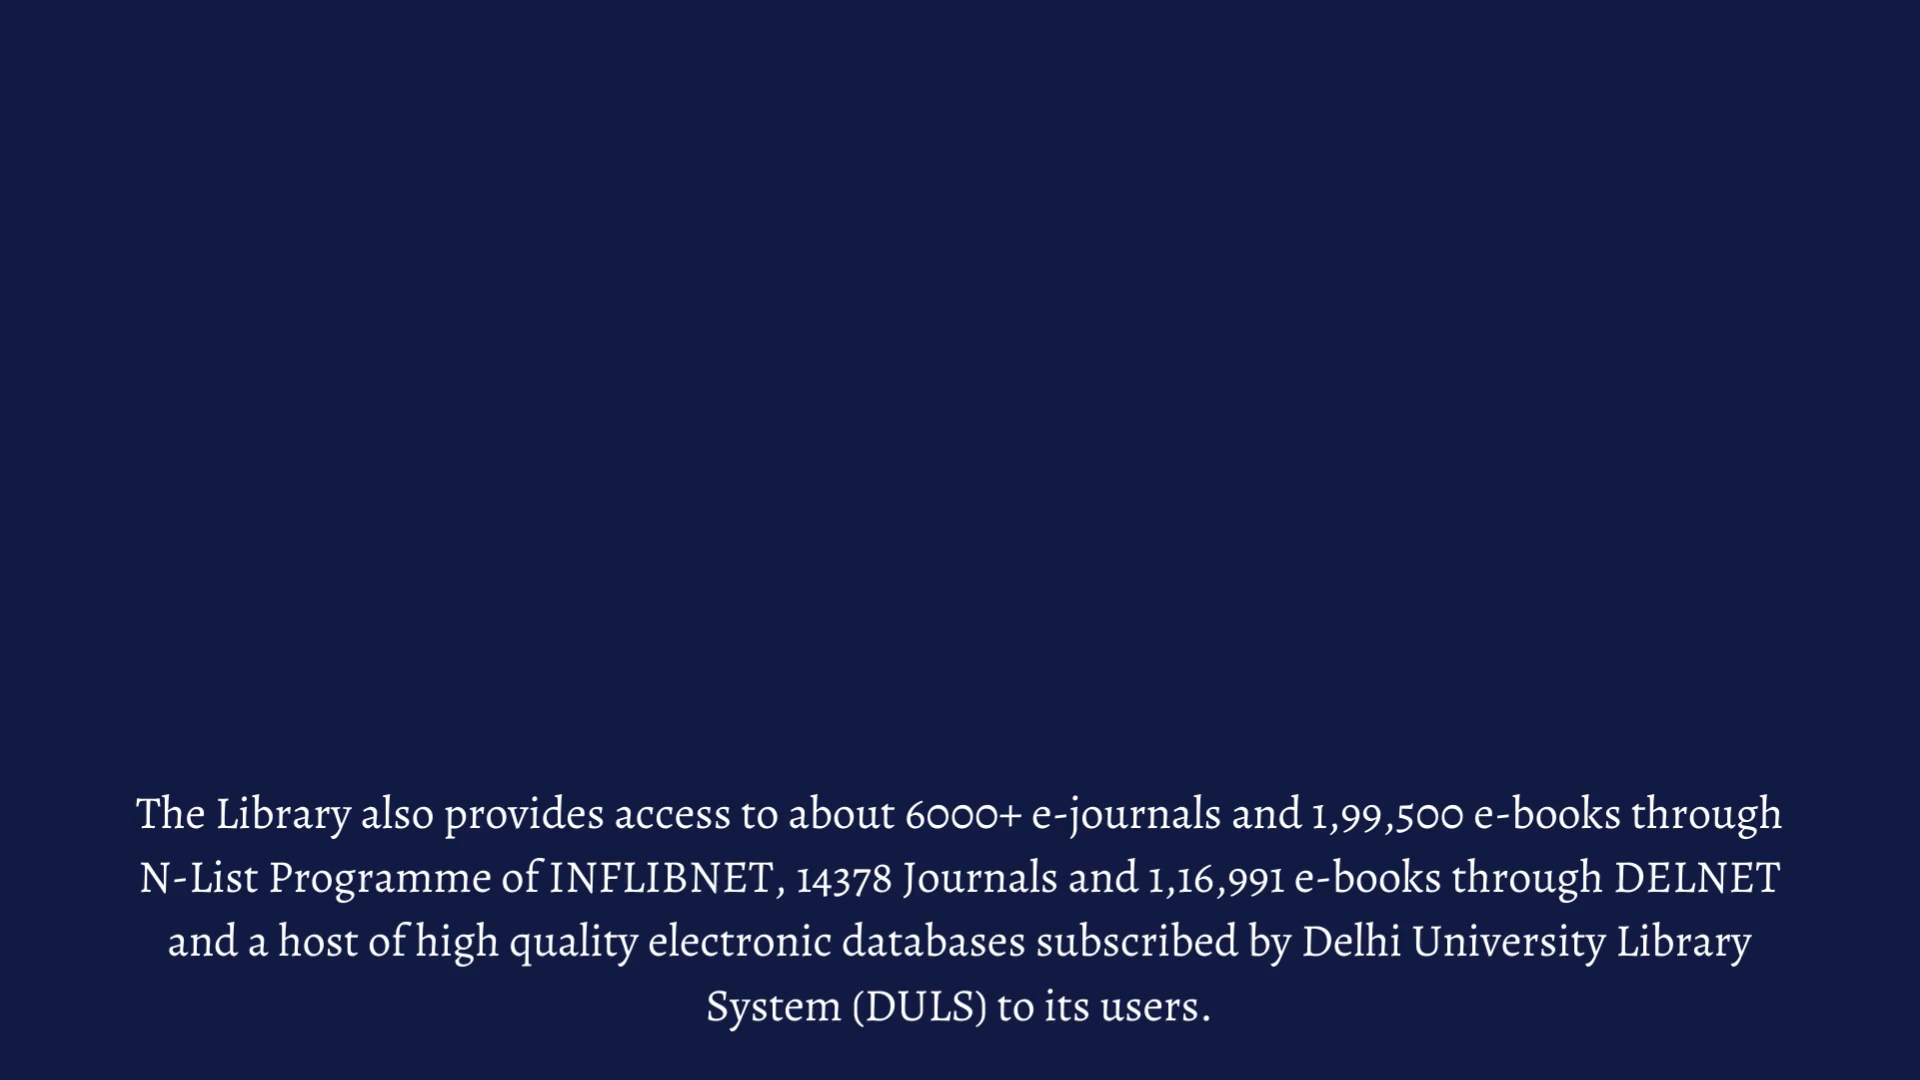 The Library also provides access to about 6000+ e-journals and 1,99,500 e-books through
N-List Programme of INFLIBNET, 14378 Journals and 1,16,991 e-books through DELNET
and a host of high quality electronic databases subscribed by Delhi University Library
System (DULS) to its users.